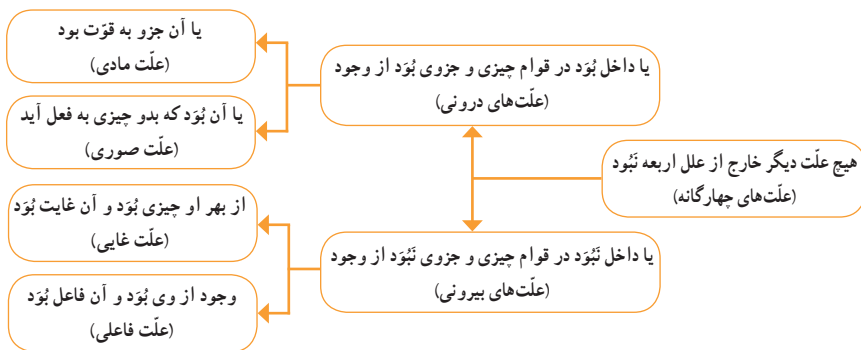 هیچ علّت دیگر خارج از علل اربعه نَبُود
(علّت‌های چهارگانه)
یا داخل بُوَد در قوام چیزی و جزوی بُوَد از وجود
(علّت‌های درونی)
یا آن جزو به قوّت بود
(علّت مادی)
یا آن بُوَد که بدو چیزی به فعل آید
(علّت صوری)
یا داخل نَبُوَد در قوام چیزی و جزوی نَبُوَد از وجود
(علّت‌های بیرونی)
از بهر او چیزی بُوَد و آن غایت بُوَد
(علّت غایی)
وجود از وی بُوَد و آن فاعل بُوَد
(علّت فاعلی)